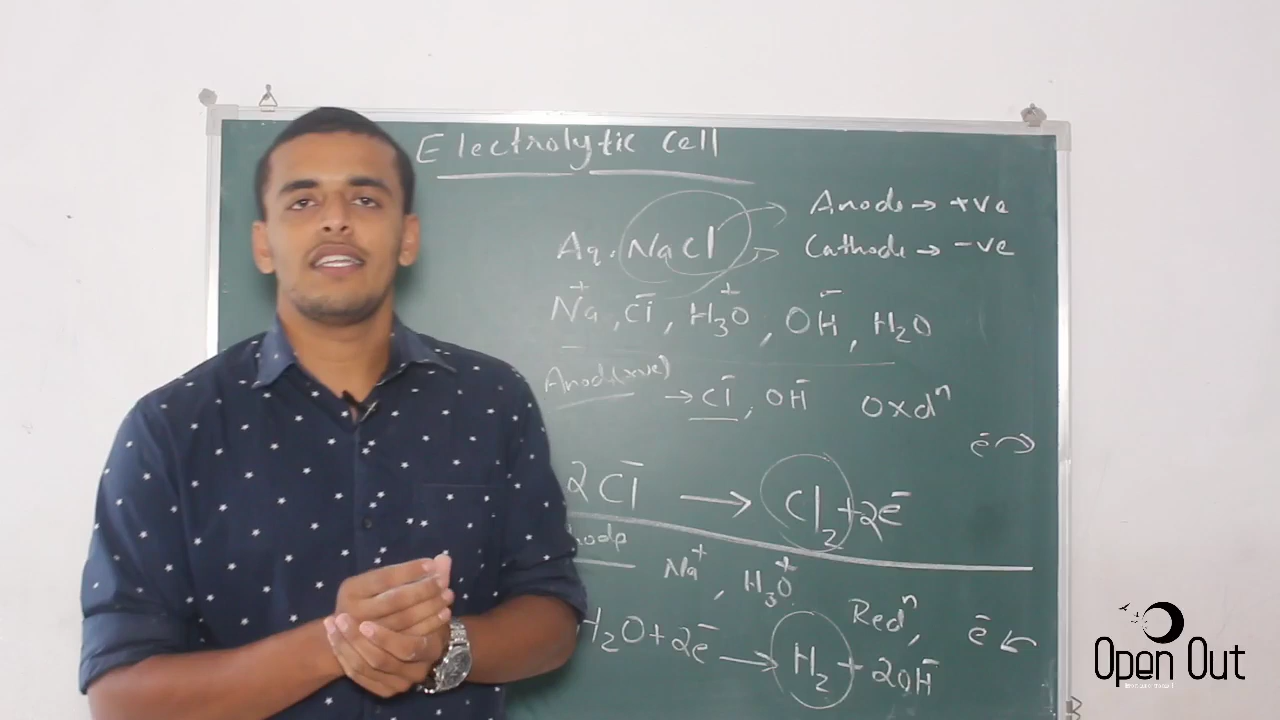 Electrolytic cell
Aq. NaCl
Anode → +ve
Cathode → -ve
Na⁺, Cl⁻, H₃O⁺, OH⁻, H₂O
Anode(+ve) → Cl⁻, OH⁻ Oxdⁿ
e⁻
2Cl⁻ → Cl₂ + 2e⁻
Na⁺, H₃O⁺
Redⁿ, e⁻
H₂O + 2e⁻ → H₂ + 2OH⁻
Open Out